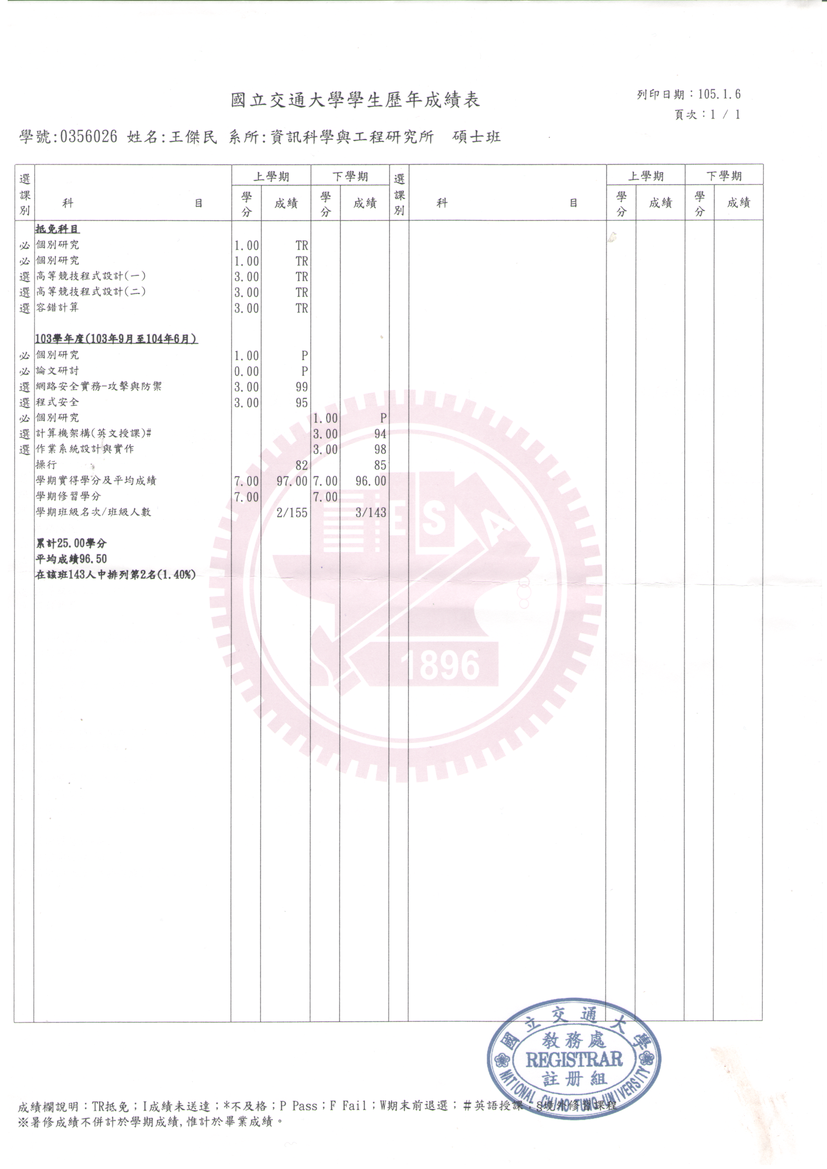 國立交通大學學生歷年成績表
列印日期：105.1.6
頁次：1 / 1
學號:0356026 姓名:王傑民 系所:資訊科學與工程研究所 碩士班
選課別 科 目 上學期 下學期 選課別 科 目 上學期 下學期
學分 成績 學分 成績 學分 成績 學分 成績
抵免科目
必 個別研究 1.00 TR
必 個別研究 1.00 TR
選 高等競技程式設計(一) 3.00 TR
選 高等競技程式設計(二) 3.00 TR
選 容錯計算 3.00 TR
103學年度(103年9月至104年6月)
必 個別研究 1.00 P
必 論文研討 0.00 P
選 網路安全實務-攻擊與防禦 3.00 99
選 程式安全 3.00 95
必 個別研究 1.00 P
選 計算機架構(英文授課)# 3.00 94
選 作業系統設計與實作 3.00 98
操行 82 85
學期實得學分及平均成績 7.00 97.00 7.00 96.00
學期修習學分 7.00 7.00
學期班級名次/班級人數 2/155 3/143
累計25.00學分
平均成績96.50
在該班143人中排列第2名(1.40%)
ESA
1896
國立交通大學
教務處
REGISTRAR
註冊組
NATIONAL CHIAO TUNG UNIVERSITY
成績欄說明：TR抵免；I成績未送達；*不及格；P Pass；F Fail；W期末前退選；＃英語授課
※暑修成績不併計於學期成績,惟計於畢業成績。